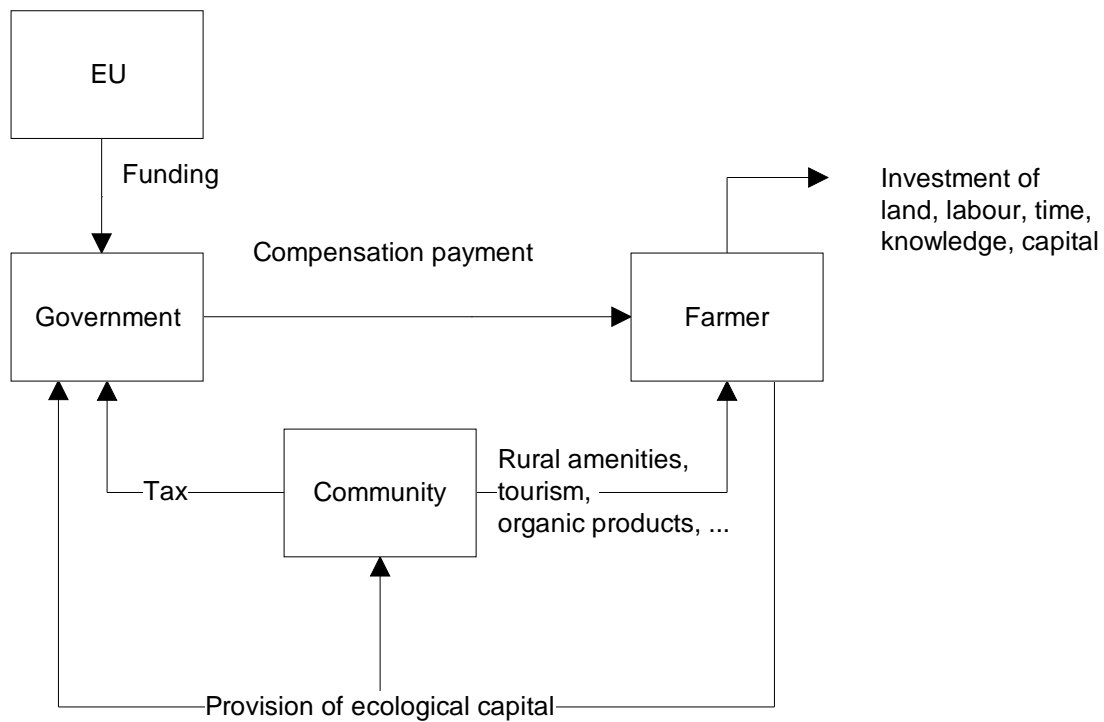 EU
Funding
Investment of
land, labour, time,
knowledge, capital
Compensation payment
Government
Farmer
Rural amenities,
tourism,
organic products, ...
Tax
Community
Provision of ecological capital